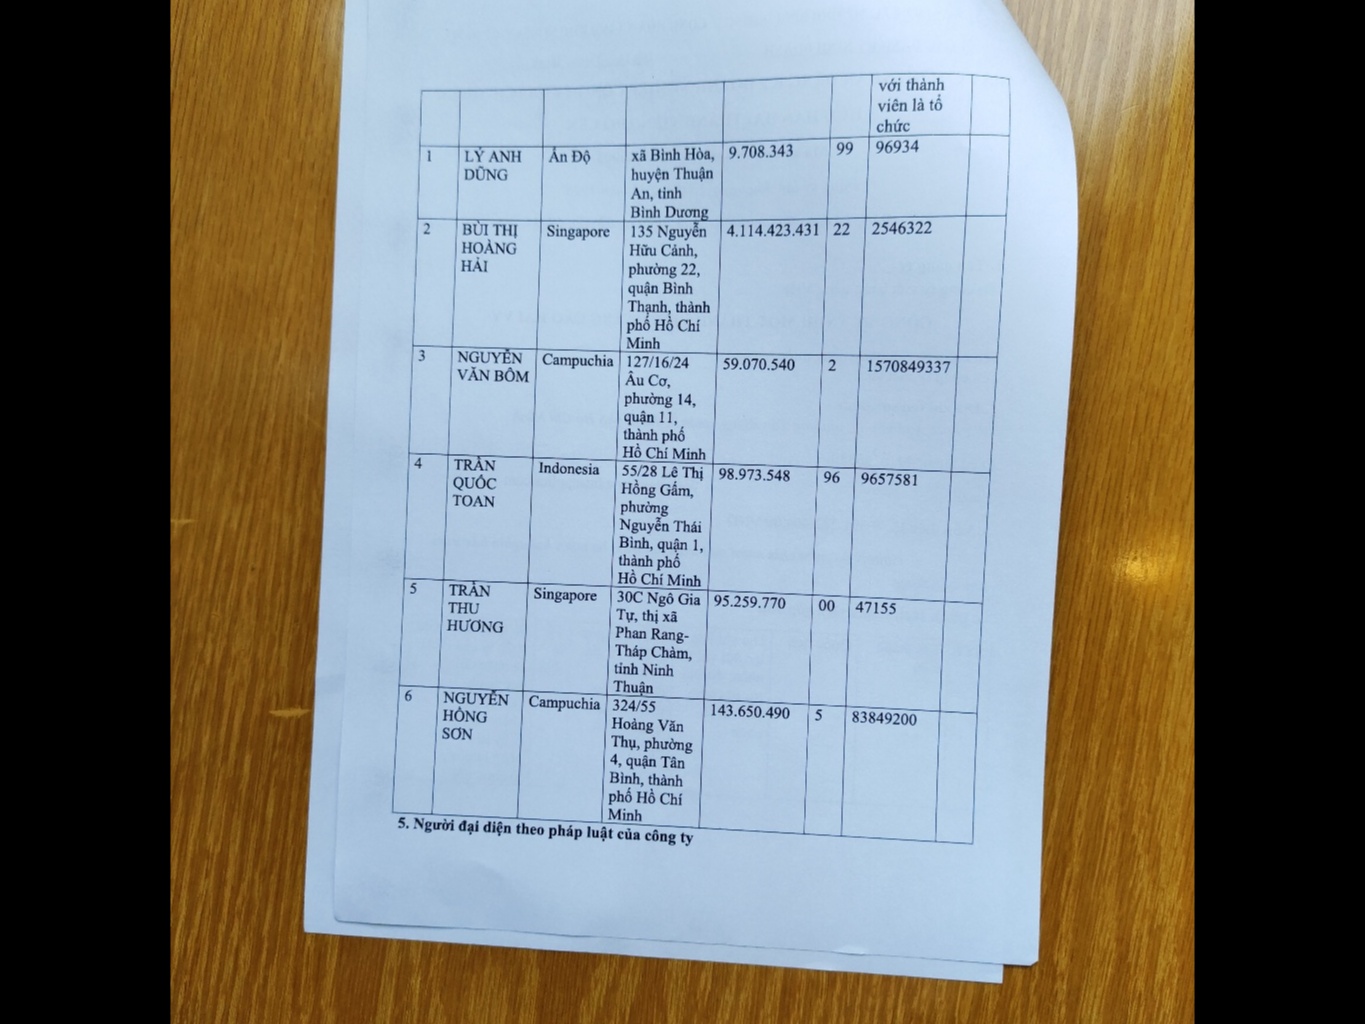 với thành
viên là tổ
chức
1 LÝ ANH Ấn Độ xã Bình Hòa, 9.708.343 99 96934
DŨNG huyện Thuận
An, tỉnh
Bình Dương
2 BÙI THỊ Singapore 135 Nguyễn 4.114.423.431 22 2546322
HOÀNG Hữu Cảnh,
HẢI phường 22,
quận Bình
Thạnh, thành
phố Hồ Chí
Minh
3 NGUYỄN Campuchia 127/16/24 59.070.540 2 1570849337
VĂN BÔM Âu Cơ,
phường 14,
quận 11,
thành phố
Hồ Chí Minh
4 TRẦN Indonesia 55/28 Lê Thị 98.973.548 96 9657581
QUỐC Hồng Gấm,
TOAN phường
Nguyễn Thái
Bình, quận 1,
thành phố
Hồ Chí Minh
5 TRẦN Singapore 30C Ngô Gia 95.259.770 00 47155
THU Tự, thị xã
HƯƠNG Phan Rang-
Tháp Chàm,
tỉnh Ninh
Thuận
6 NGUYỄN Campuchia 324/55 143.650.490 5 83849200
HỒNG Hoàng Văn
SƠN Thụ, phường
4, quận Tân
Bình, thành
phố Hồ Chí
Minh
5. Người đại diện theo pháp luật của công ty